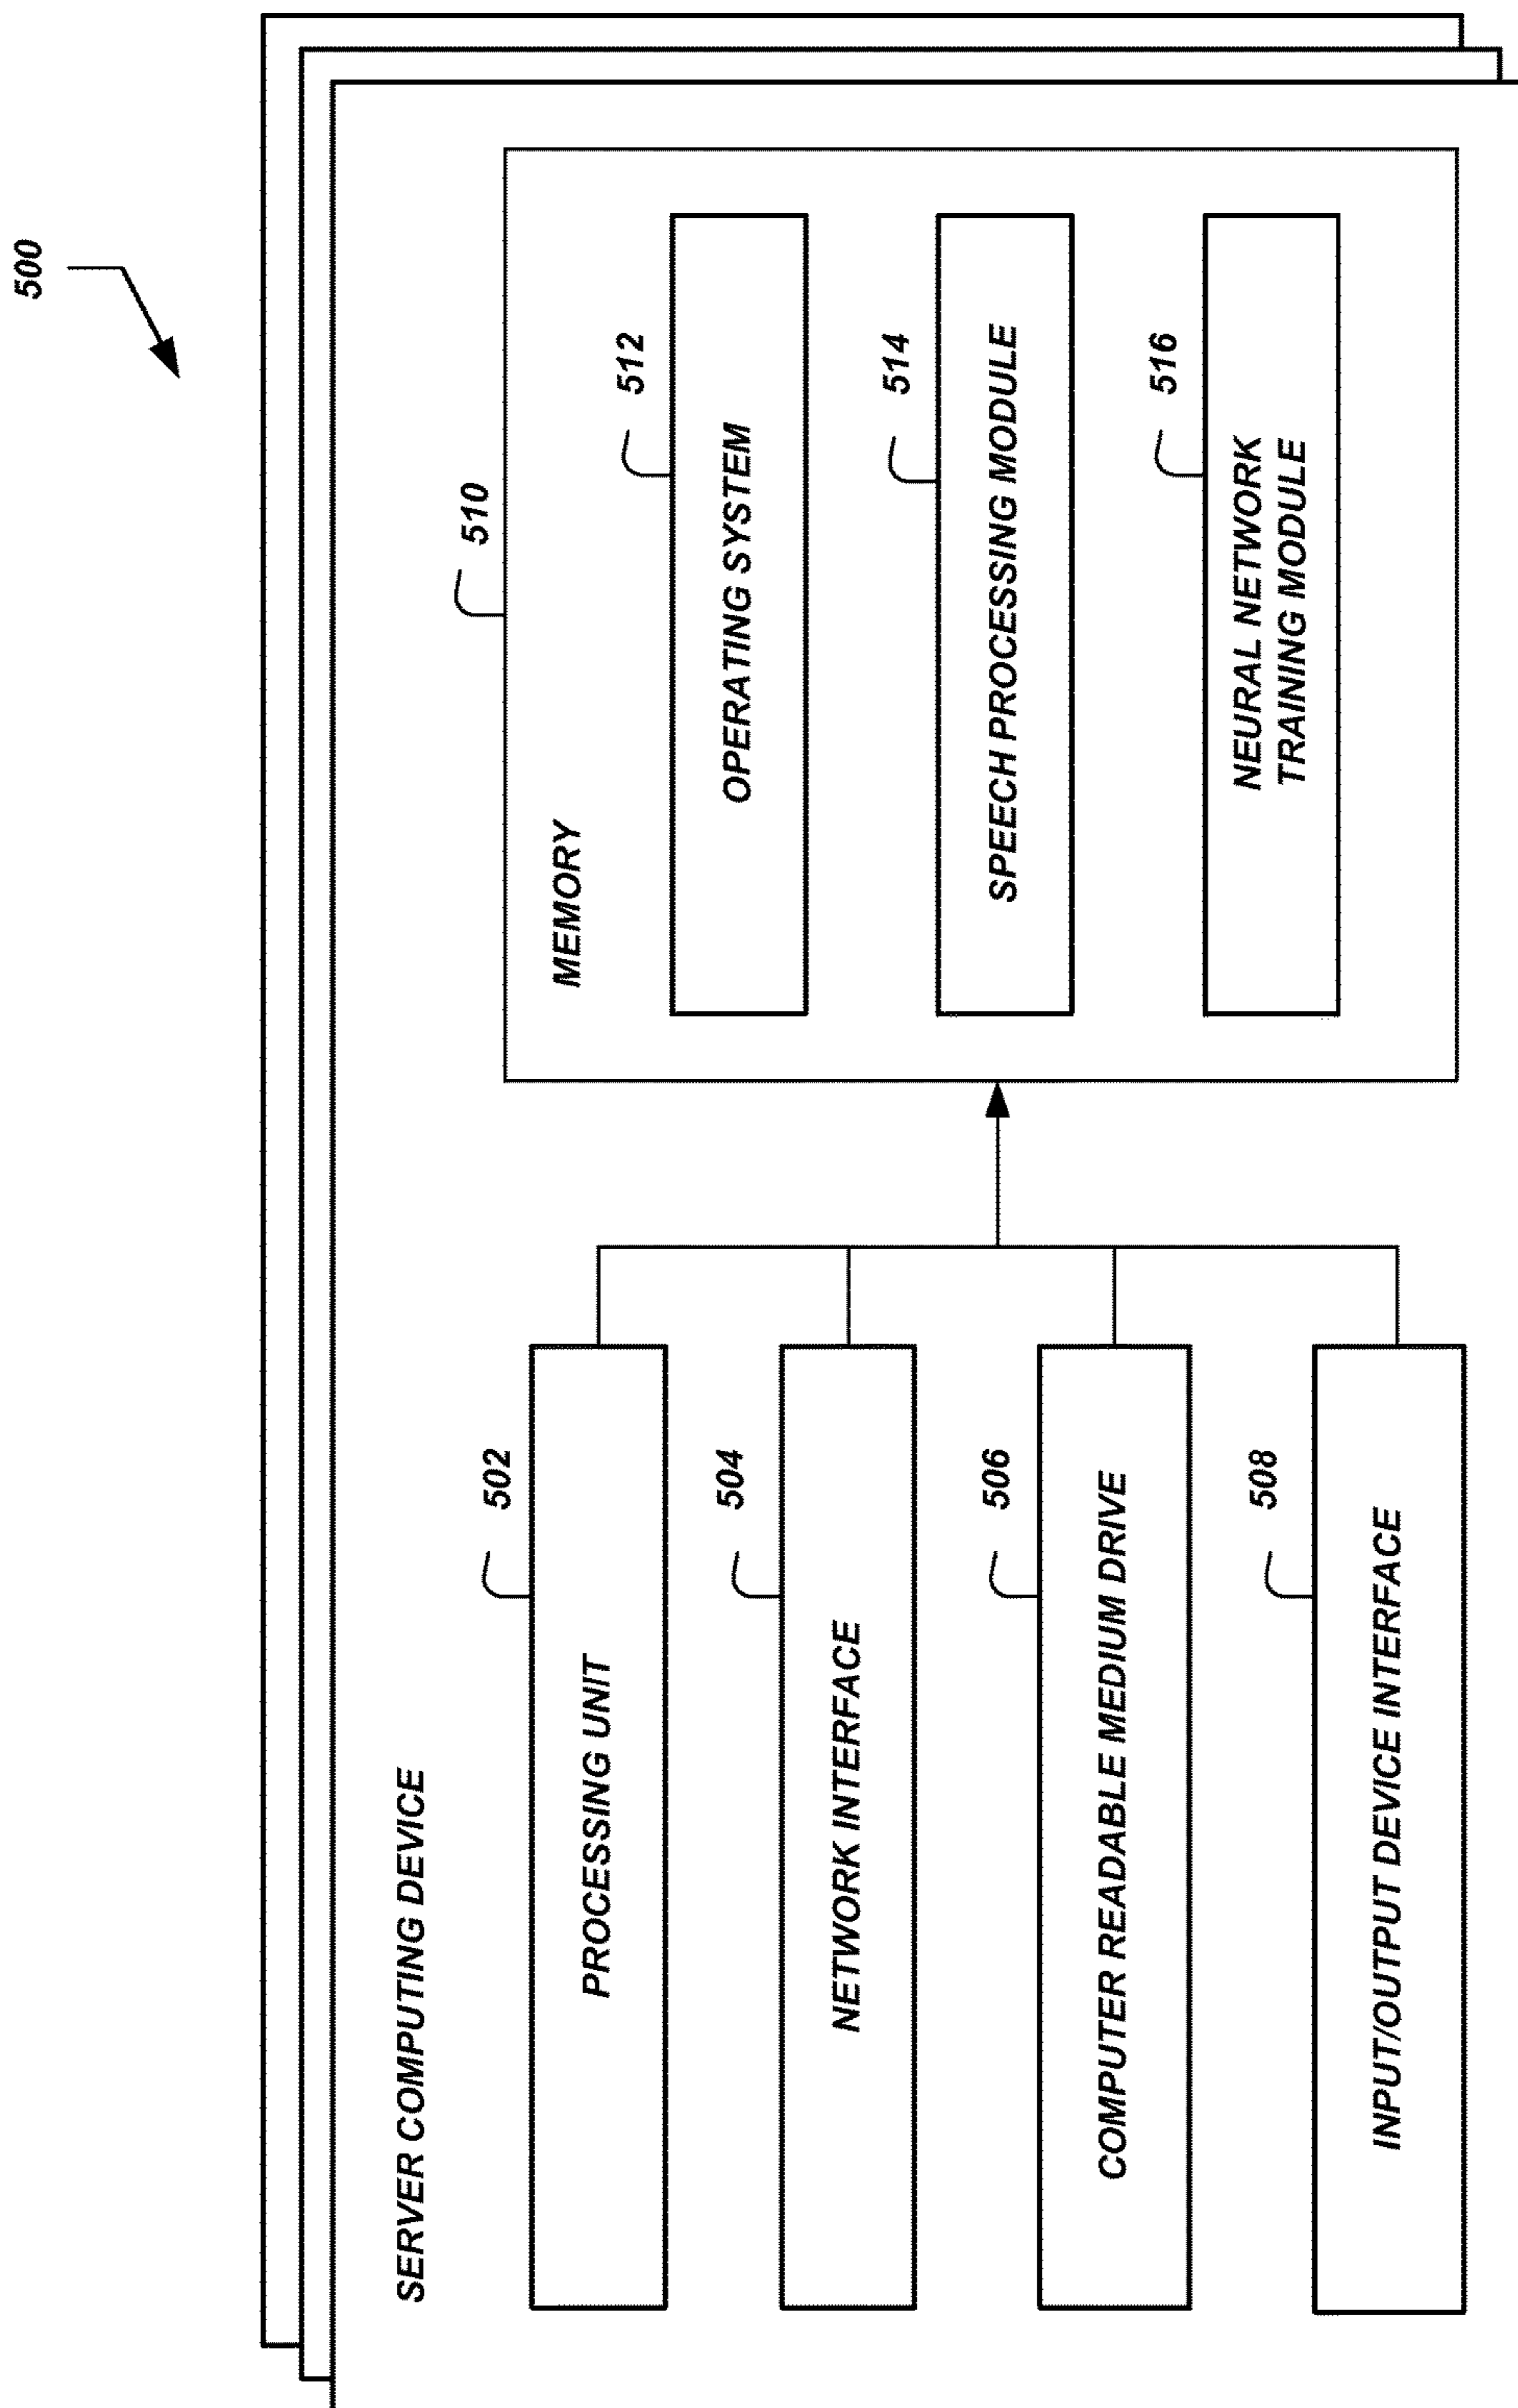 500
SERVER COMPUTING DEVICE
502
PROCESSING UNIT
504
NETWORK INTERFACE
506
COMPUTER READABLE MEDIUM DRIVE
508
INPUT/OUTPUT DEVICE INTERFACE
510
MEMORY
512
OPERATING SYSTEM
514
SPEECH PROCESSING MODULE
516
NEURAL NETWORK
TRAINING MODULE